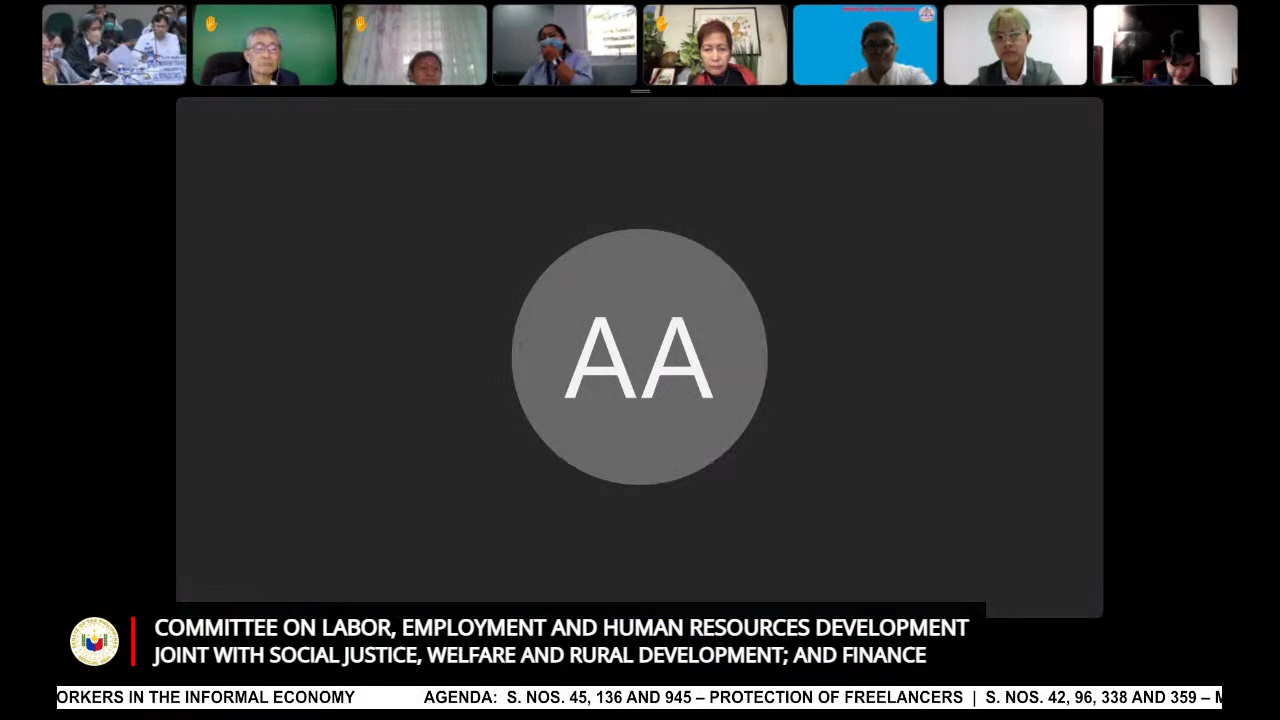 AA
COMMITTEE ON LABOR, EMPLOYMENT AND HUMAN RESOURCES DEVELOPMENT
JOINT WITH SOCIAL JUSTICE, WELFARE AND RURAL DEVELOPMENT; AND FINANCE
ORKERS IN THE INFORMAL ECONOMY AGENDA: S. NOS. 45, 136 AND 945 – PROTECTION OF FREELANCERS | S. NOS. 42, 96, 338 AND 359 – M